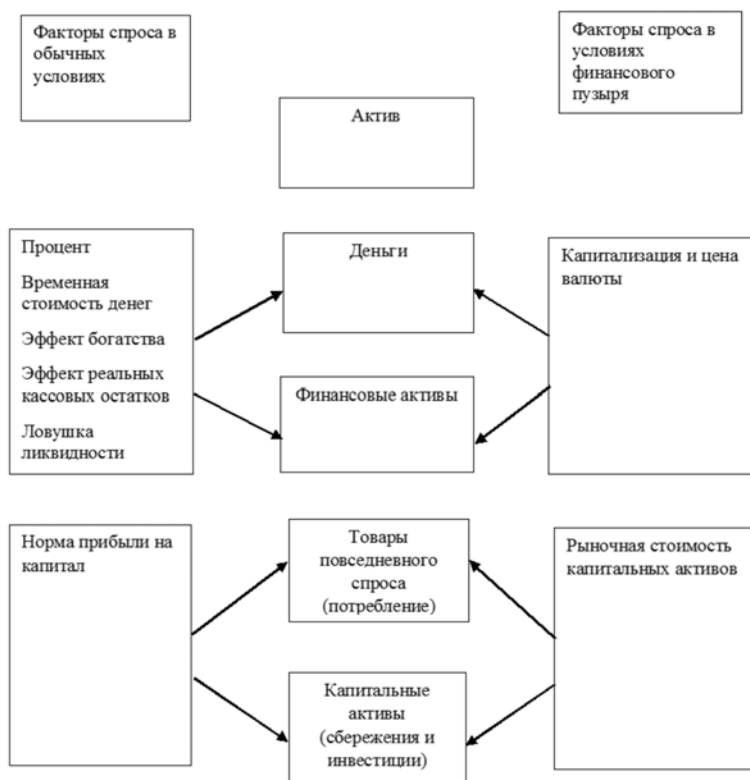 Факторы спроса в
обычных
условиях
Факторы спроса в
условиях
финансового
пузыря
Актив
Процент
Временная
стоимость денег
Эффект богатства
Эффект реальных
кассовых остатков
Ловушка
ликвидности
Деньги
Финансовые активы
Капитализация и цена
валюты
Норма прибыли на
капитал
Товары
повседневного
спроса
(потребление)
Капитальные
активы
(сбережения и
инвестиции)
Рыночная стоимость
капитальных активов